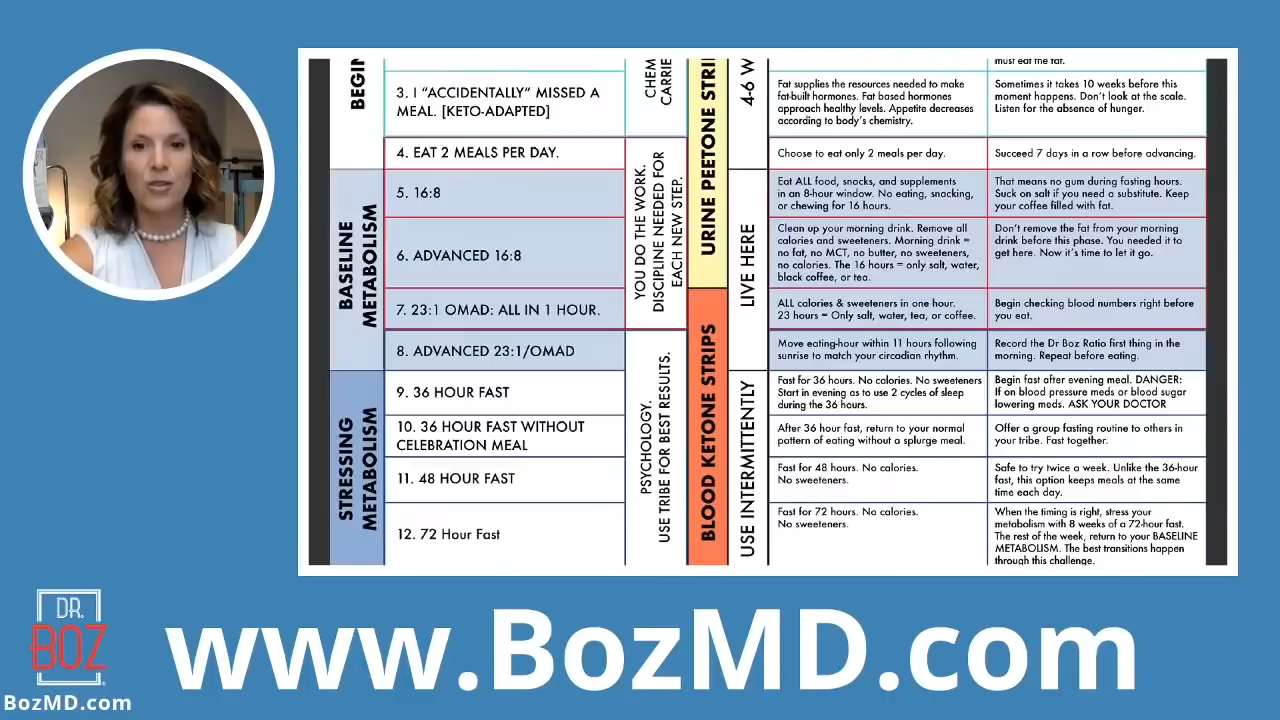 BEGIN
CHEM
CARRIE
URINE PEETONE STRI
4-6 W
must eat the fat.
3. I “ACCIDENTALLY” MISSED A
MEAL. [KETO-ADAPTED]
Fat supplies the resources needed to make
fat-built hormones. Fat based hormones
approach healthy levels. Appetite decreases
according to body’s chemistry.
Sometimes it takes 10 weeks before this
moment happens. Don’t look at the scale.
Listen for the absence of hunger.
4. EAT 2 MEALS PER DAY.
YOU DO THE WORK.
DISCIPLINE NEEDED FOR
EACH NEW STEP.
Choose to eat only 2 meals per day.
Succeed 7 days in a row before advancing.
BASELINE
METABOLISM
5. 16:8
LIVE HERE
Eat ALL food, snacks, and supplements
in an 8-hour window. No eating, snacking,
or chewing for 16 hours.
That means no gum during fasting hours.
Suck on salt if you need a substitute. Keep
your coffee filled with fat.
6. ADVANCED 16:8
Clean up your morning drink. Remove all
calories and sweeteners. Morning drink =
no fat, no MCT, no butter, no sweeteners,
no calories. The 16 hours = only salt, water,
black coffee, or tea.
Don’t remove the fat from your morning
drink before this phase. You needed it to
get here. Now it’s time to let it go.
7. 23:1 OMAD: ALL IN 1 HOUR.
BLOOD KETONE STRIPS
ALL calories & sweeteners in one hour.
23 hours = Only salt, water, tea, or coffee.
Begin checking blood numbers right before
you eat.
8. ADVANCED 23:1/OMAD
PSYCHOLOGY.
USE TRIBE FOR BEST RESULTS.
Move eating-hour within 11 hours following
sunrise to match your circadian rhythm.
Record the Dr Boz Ratio first thing in the
morning. Repeat before eating.
STRESSING
METABOLISM
9. 36 HOUR FAST
USE INTERMITTENTLY
Fast for 36 hours. No calories. No sweeteners
Start in evening as to use 2 cycles of sleep
during the 36 hours.
Begin fast after evening meal. DANGER:
If on blood pressure meds or blood sugar
lowering meds. ASK YOUR DOCTOR
10. 36 HOUR FAST WITHOUT
CELEBRATION MEAL
After 36 hour fast, return to your normal
pattern of eating without a splurge meal.
Offer a group fasting routine to others in
your tribe. Fast together.
11. 48 HOUR FAST
Fast for 48 hours. No calories.
No sweeteners.
Safe to try twice a week. Unlike the 36-hour
fast, this option keeps meals at the same
time each day.
12. 72 Hour Fast
Fast for 72 hours. No calories.
No sweeteners.
When the timing is right, stress your
metabolism with 8 weeks of a 72-hour fast.
The rest of the week, return to your BASELINE
METABOLISM. The best transitions happen
through this challenge.
DR.
BOZ
BozMD.com
www.BozMD.com